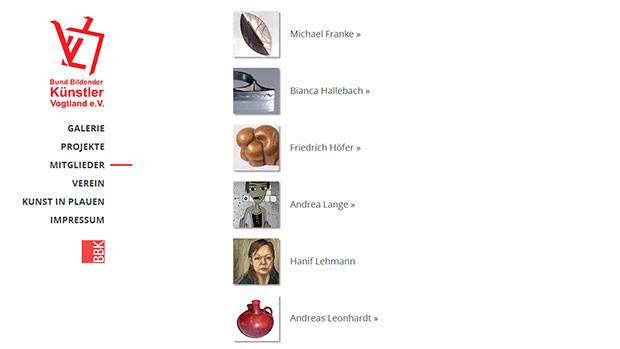 Bund Bildender
Künstler
Vogtland e.V.
GALERIE
PROJEKTE
MITGLIEDER
VEREIN
KUNST IN PLAUEN
IMPRESSUM
BBK
Michael Franke »
Bianca Hallebach »
Friedrich Höfer »
Andrea Lange »
Hanif Lehmann
Andreas Leonhardt »